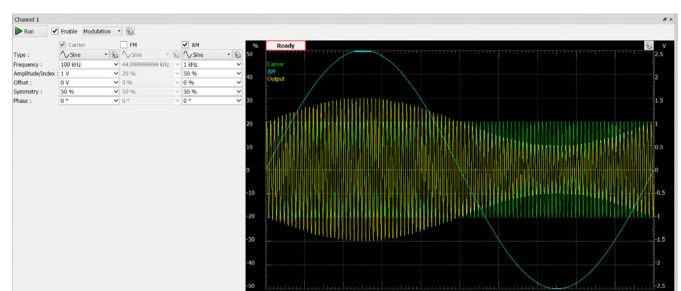 Channel 1
Run Enable Modulation
Carrier FM AM
Type : Sine Sine Sine
Frequency : 100 kHz 44.099999994 kHz 1 kHz
Amplitude/Index : 1 V 20 % 50 %
Offset : 0 V 0 % 0 %
Symmetry : 50 % 50 % 50 %
Phase : 0 ° 0 ° 0 °
% Ready V
50 2.5
Carrier
AM
Output
40 2
30 1.5
20 1
10 0.5
0 0
-10 -0.5
-20 -1
-30 -1.5
-40 -2
-50 -2.5